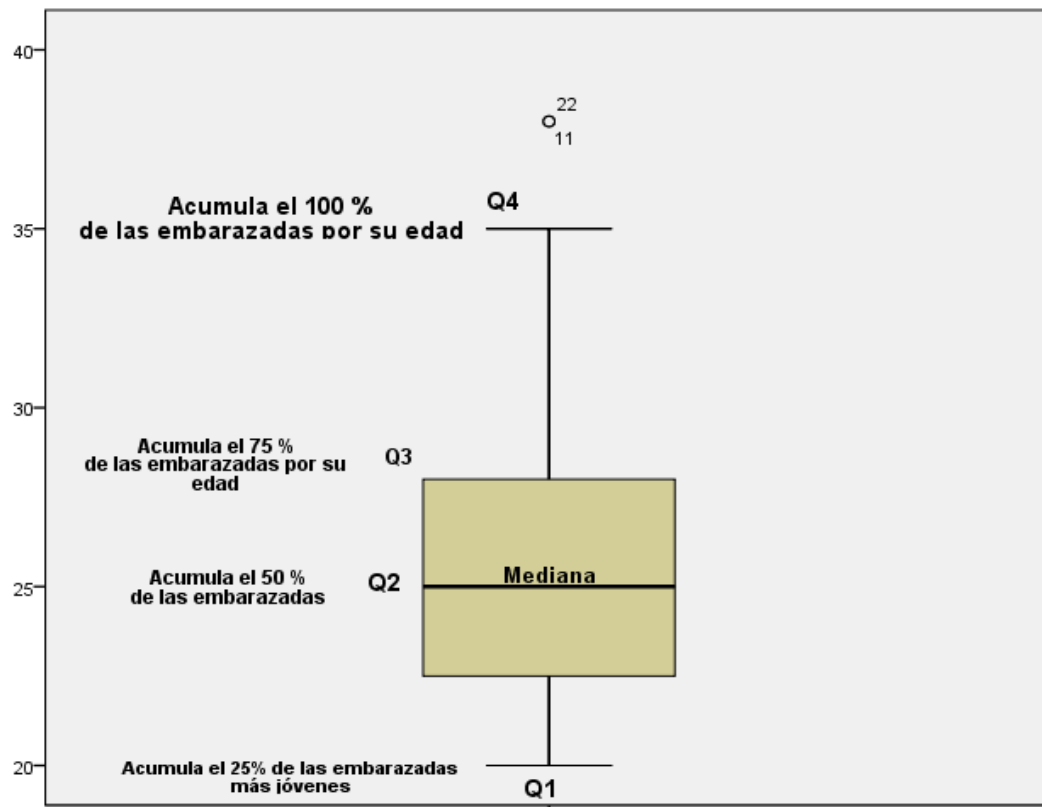 40
22
11
Acumula el 100 %
de las embarazadas por su edad
Q4
35
30
Acumula el 75 %
de las embarazadas por su
edad
Q3
Acumula el 50 %
de las embarazadas
Q2
Mediana
25
20
Acumula el 25% de las embarazadas
más jóvenes
Q1